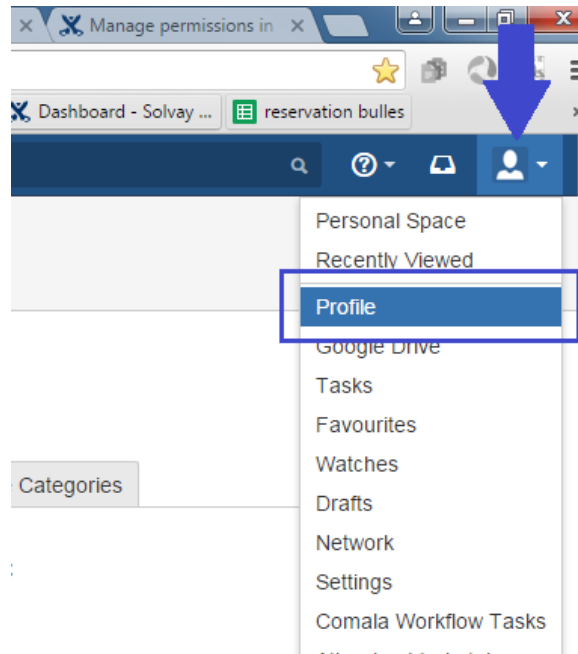 Manage permissions in
Dashboard - Solvay ...
reservation bulles
Personal Space
Recently Viewed
Profile
Google Drive
Tasks
Favourites
Watches
Drafts
Network
Settings
Comala Workflow Tasks
Categories